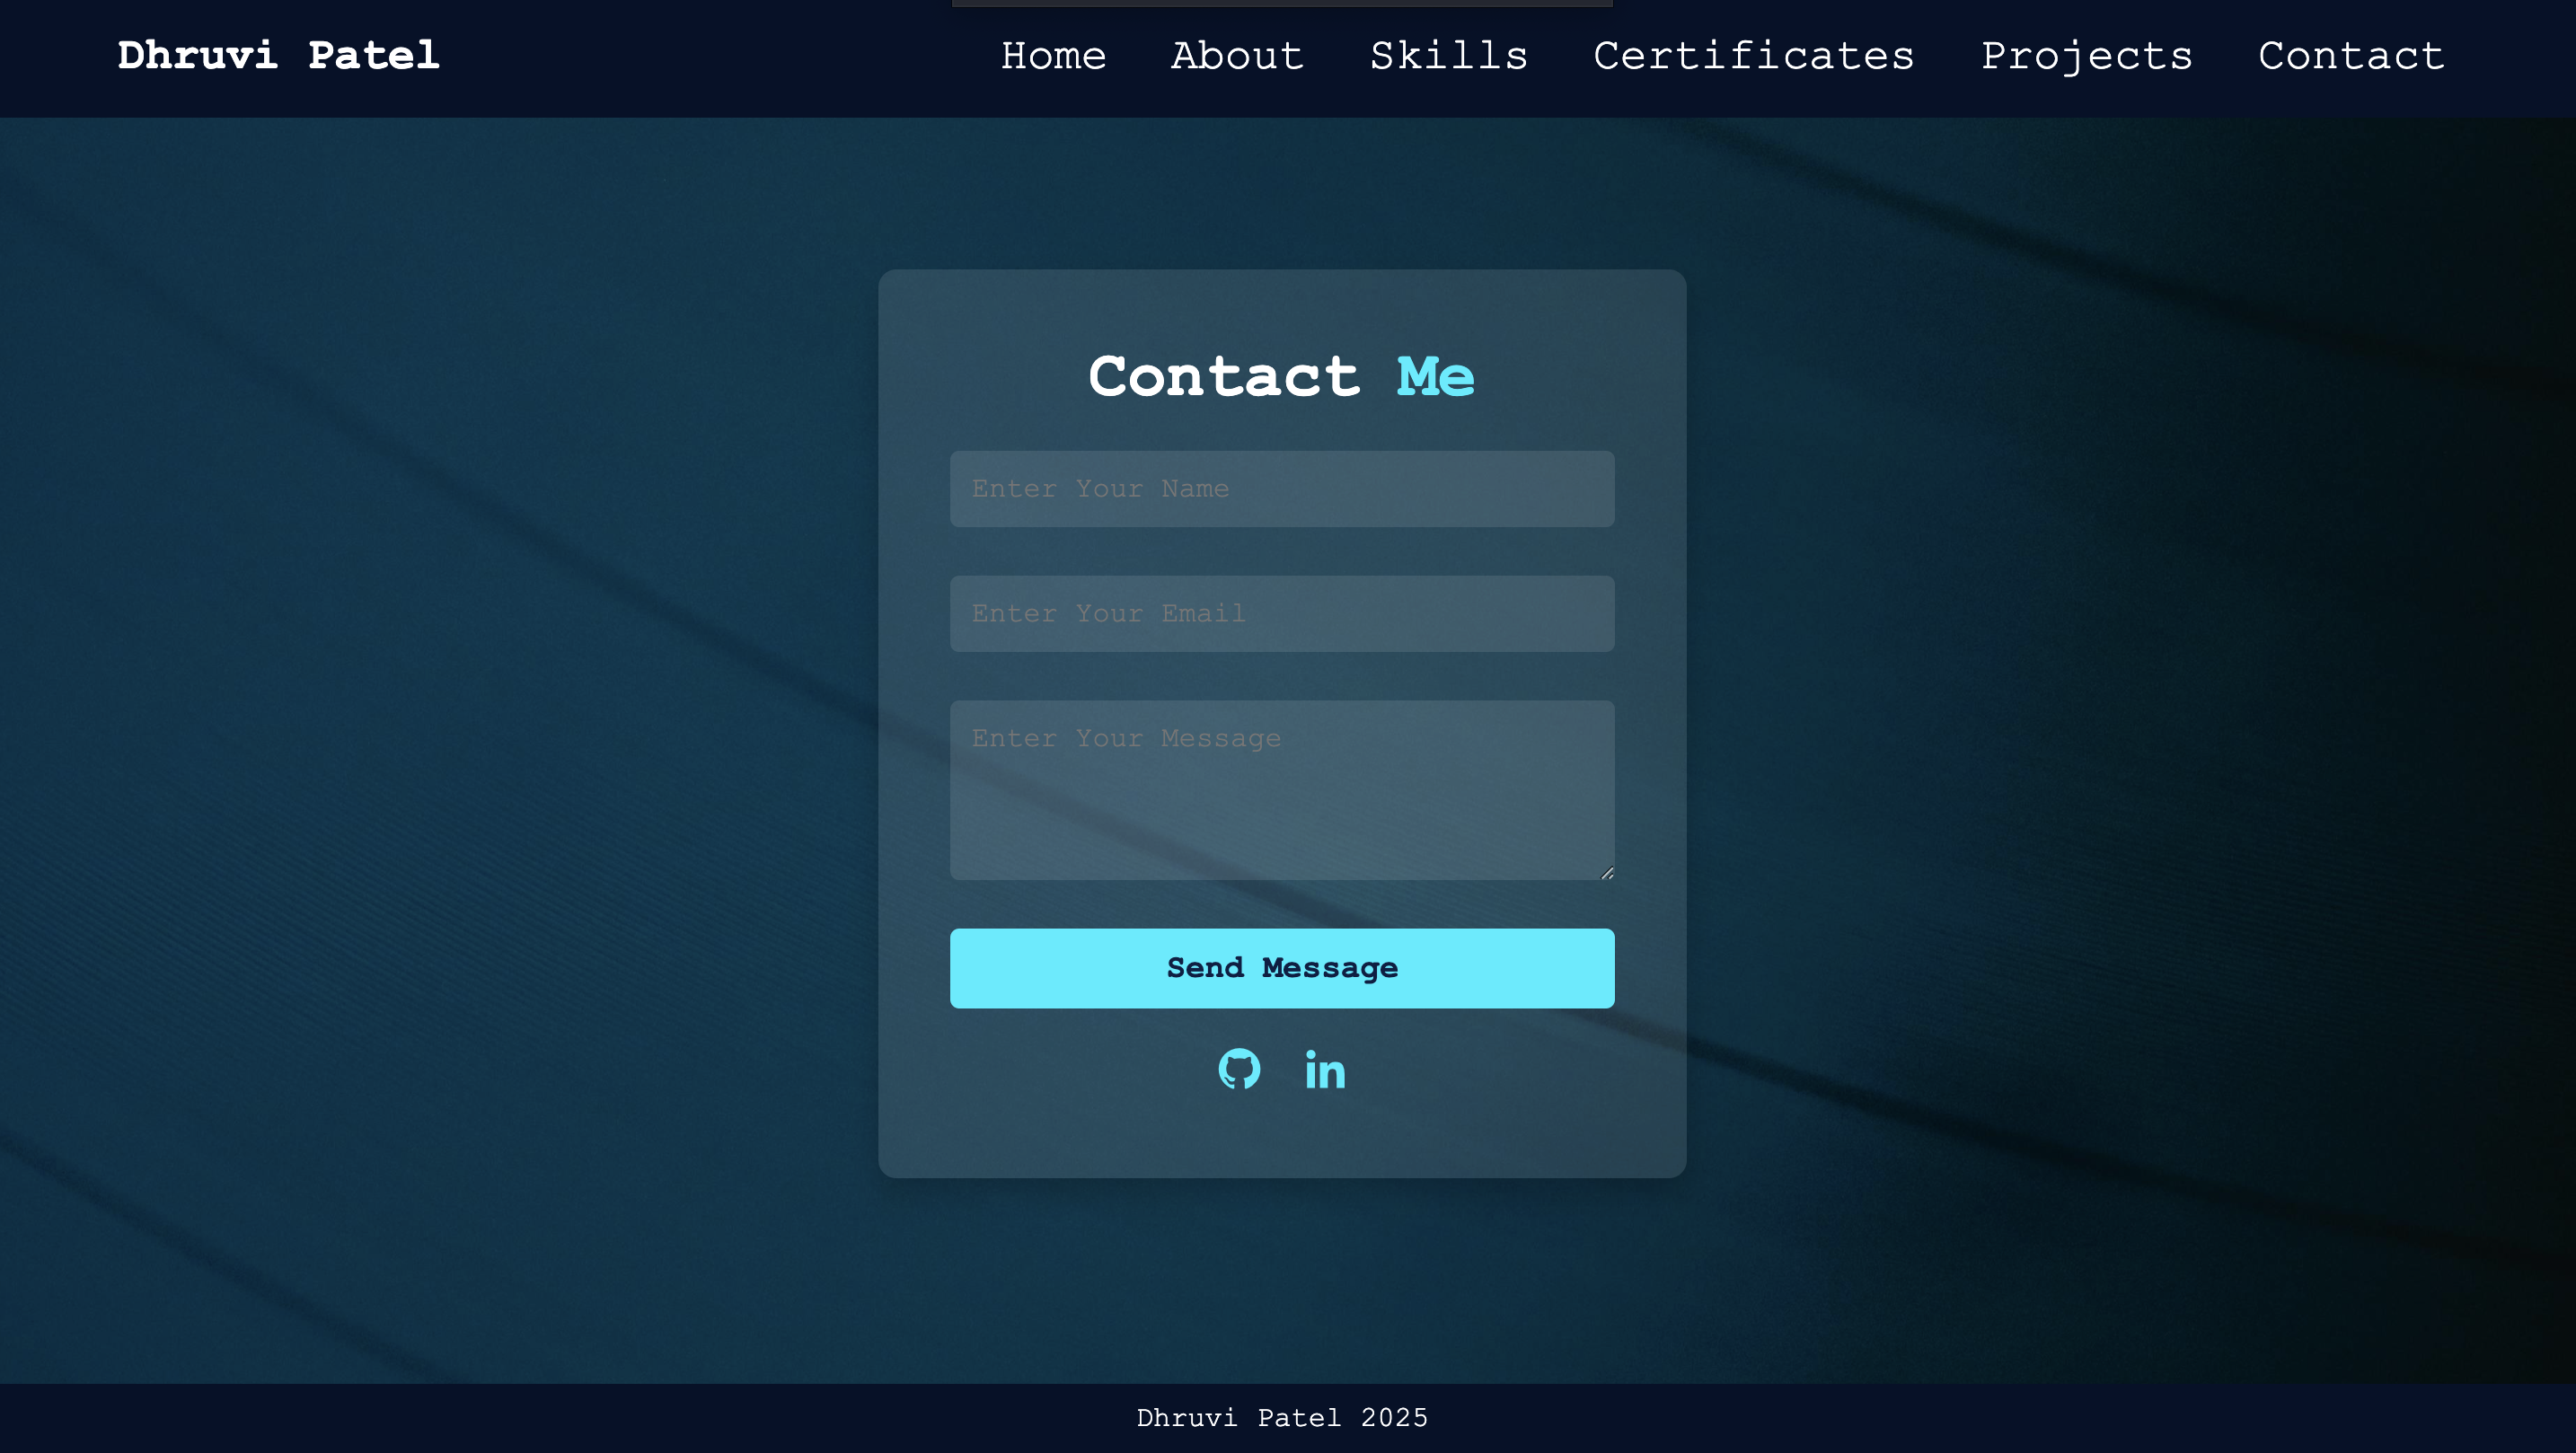 Dhruvi Patel
Home About Skills Certificates Projects Contact
Contact Me
Enter Your Name
Enter Your Email
Enter Your Message
Send Message
in
Dhruvi Patel 2025